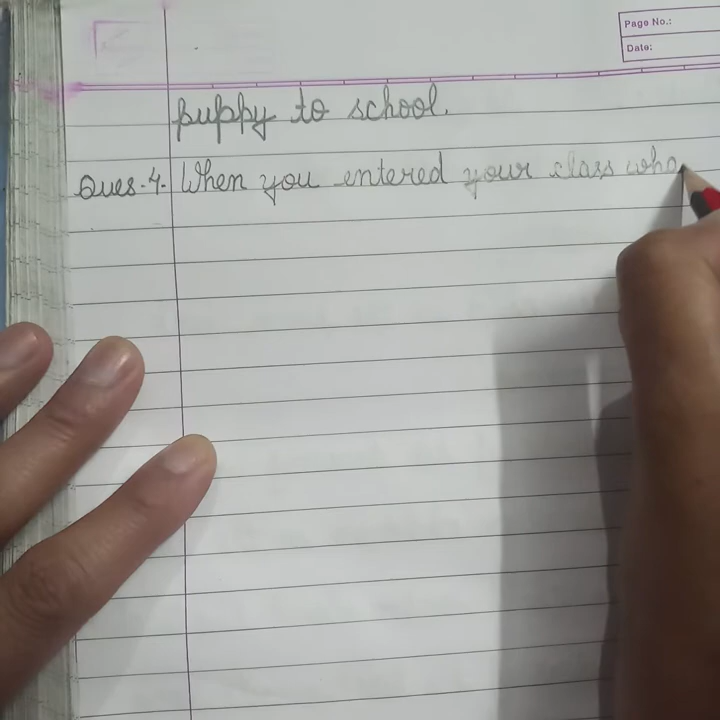 Page No.:
Date:
puppy to school.
Ques.4. When you entered your class who